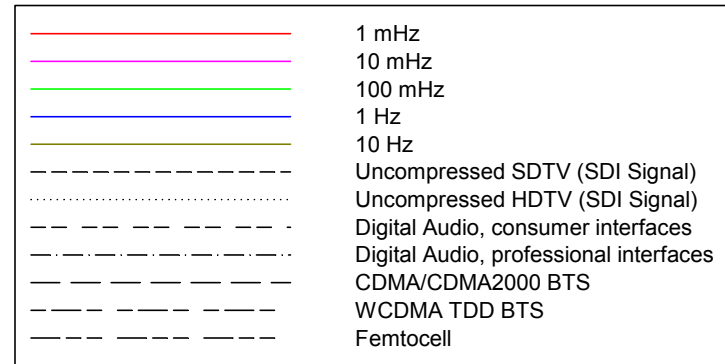 1 mHz
10 mHz
100 mHz
1 Hz
10 Hz
Uncompressed SDTV (SDI Signal)
Uncompressed HDTV (SDI Signal)
Digital Audio, consumer interfaces
Digital Audio, professional interfaces
CDMA/CDMA2000 BTS
WCDMA TDD BTS
Femtocell